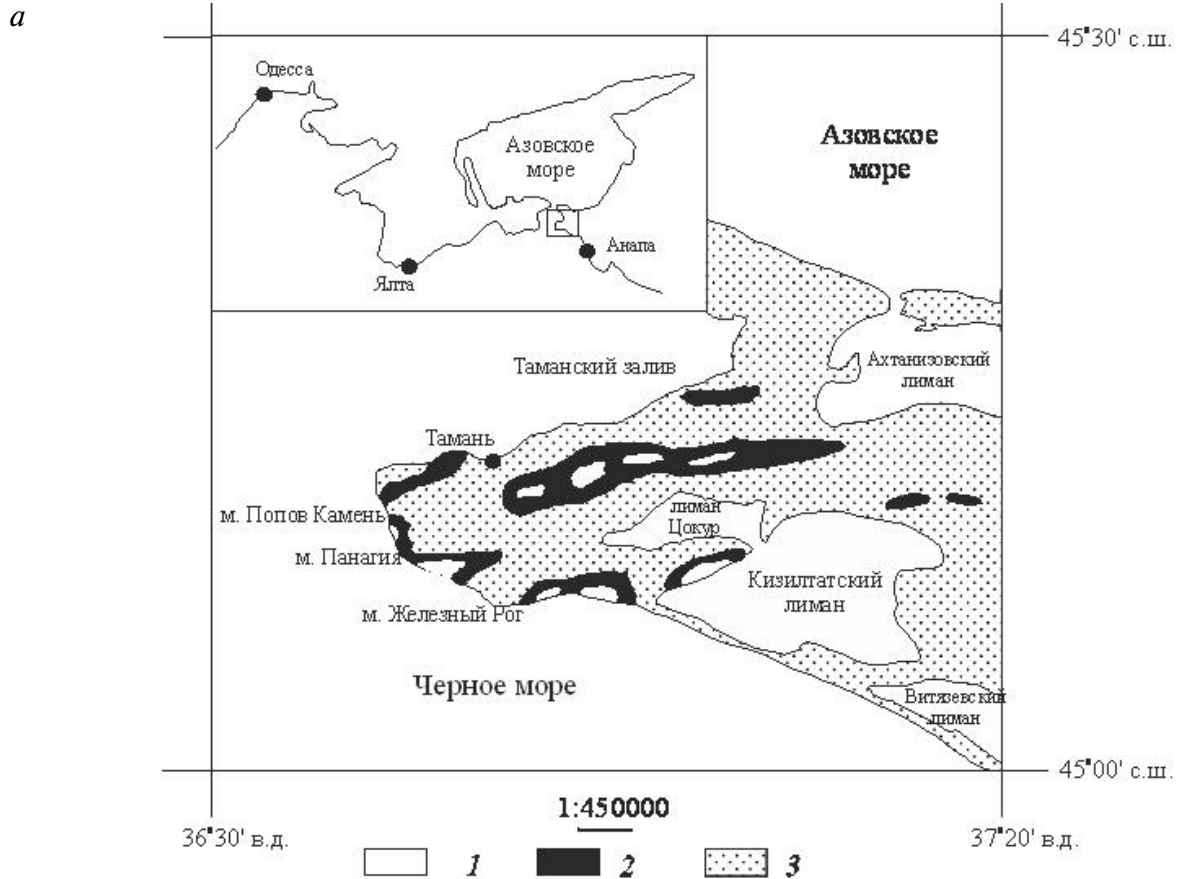 а
45°30' с.ш.
Одесса
Азовское
море
Азовское
море
Анапа
Ялта
Таманский залив
Ахтанизовский
лиман
Тамань
м. Попов Камень
лиман
Цокур
м. Панагия
Кизилтатский
лиман
м. Железный Рог
Черное море
Витязевский
лиман
45°00' с.ш.
1:450000
36°30' в.д.
37°20' в.д.
1
2
3